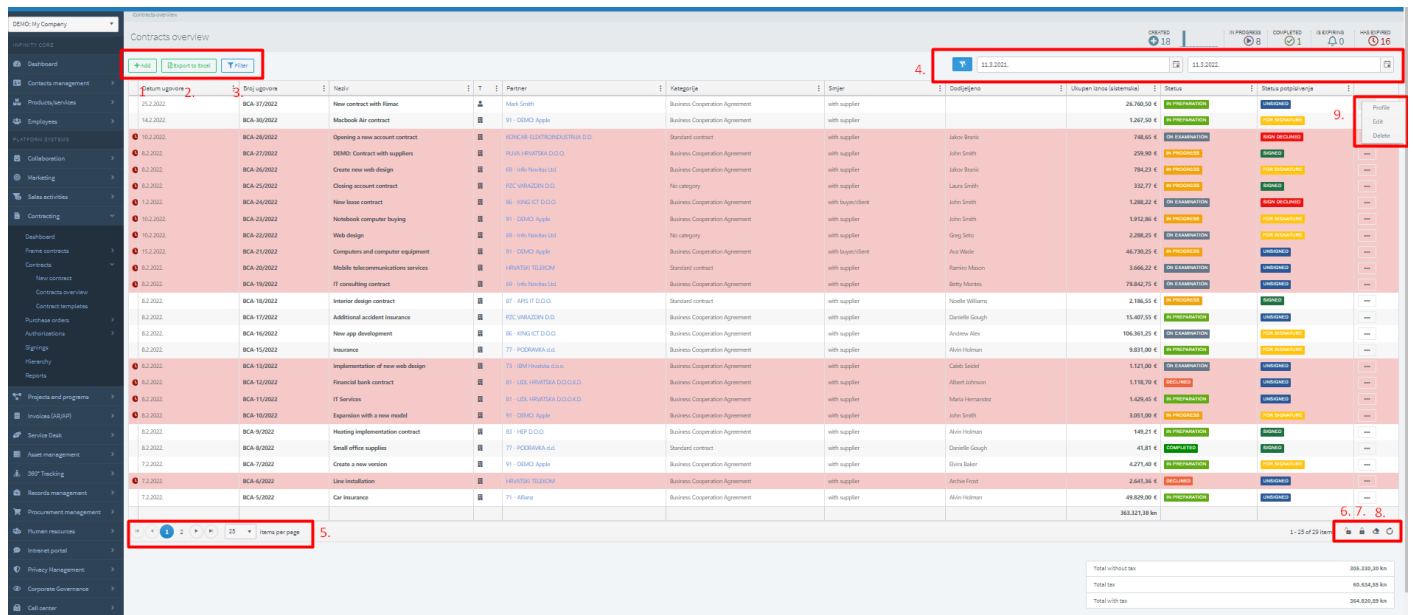 DEMO: My Company
INFINITY CORE
Dashboard
Contacts management
Products/services
Employees
PLATFORM SYSTEMS
Collaboration
Marketing
Sales activities
Contracting
Dashboard
Frame contracts
Contracts
New contract
Contracts overview
Contract templates
Purchase orders
Authorizations
Signings
Hierarchy
Reports
Projects and programs
Invoices (AR/AP)
Service Desk
Asset management
360° Tracking
Records management
Procurement management
Human resources
Intranet portal
Privacy Management
Corporate Governance
Call center
Contracts overview
Contracts overview
CREATED 18 IN PROGRESS 8 COMPLETED 1 IS EXPIRING 0 HAS EXPIRED 16
Add Export to Excel Filter 4. 11.3.2021. 11.3.2022.
1 2. 3.
Datum ugovora Broj ugovora Naziv T Partner Kategorija Smjer Dodijeljeno Ukupan iznos (sistemska) Status Status potpisivanja
25.2.2022. BCA-37/2022 New contract with Rimac Mark Smith Business Cooperation Agreement with supplier 26.760,50 € IN PREPARATION UNSIGNED
14.2.2022. BCA-30/2022 Macbook Air contract 91 - DEMO: Apple Business Cooperation Agreement with supplier 1.267,50 € IN PREPARATION FOR SIGNATURE
10.2.2022. BCA-28/2022 Opening a new account contract KONČAR-ELEKTROINDUSTRIJA D.D. Standard contract with supplier Jakov Bronic 748,65 € ON EXAMINATION SIGN DECLINED
8.2.2022. BCA-27/2022 DEMO: Contract with suppliers PLIVA HRVATSKA D.O.O. Business Cooperation Agreement with supplier John Smith 259,90 € IN PROGRESS SIGNED
8.2.2022. BCA-26/2022 Create new web design 69 - Info Novitas Ltd. Business Cooperation Agreement with supplier Jakov Bronic 784,23 € IN PROGRESS FOR SIGNATURE
8.2.2022. BCA-25/2022 Closing account contract PZC VARAZDIN D.D. No category with supplier Laura Smith 332,77 € IN PROGRESS SIGNED
1.2.2022. BCA-24/2022 New lease contract 86 - KING ICT D.O.O. Business Cooperation Agreement with buyer/client John Smith 1.288,22 € ON EXAMINATION SIGN DECLINED
10.2.2022. BCA-23/2022 Notebook computer buying 91 - DEMO: Apple Business Cooperation Agreement with supplier John Smith 1.912,86 € IN PROGRESS FOR SIGNATURE
8.2.2022. BCA-22/2022 Web design 69 - Info Novitas Ltd. No category with supplier Greg Soto 2.288,25 € ON EXAMINATION FOR SIGNATURE
15.2.2022. BCA-21/2022 Computers and computer equipment 91 - DEMO: Apple Business Cooperation Agreement with buyer/client Ava Wade 46.730,25 € IN PROGRESS UNSIGNED
8.2.2022. BCA-20/2022 Mobile telecommunications services HRVATSKI TELEKOM Standard contract with supplier Ramiro Mason 3.666,22 € ON EXAMINATION UNSIGNED
8.2.2022. BCA-19/2022 IT consulting contract 69 - Info Novitas Ltd. Business Cooperation Agreement with supplier Betty Montes 79.842,75 € ON EXAMINATION UNSIGNED
8.2.2022. BCA-18/2022 Interior design contract 87 - APIS IT D.O.O. Standard contract with supplier Noelle Williams 2.186,55 € IN PROGRESS SIGNED
8.2.2022. BCA-17/2022 Additional accident insurance PZC VARAZDIN D.D. Business Cooperation Agreement with supplier Danielle Gough 15.407,55 € IN PREPARATION UNSIGNED
8.2.2022. BCA-16/2022 New app development 86 - KING ICT D.O.O. Business Cooperation Agreement with supplier Andrew Alex 106.361,25 € ON EXAMINATION FOR SIGNATURE
8.2.2022. BCA-15/2022 Insurance 77 - PODRAVKA d.d. Business Cooperation Agreement with supplier Alvin Holman 9.831,00 € IN PREPARATION FOR SIGNATURE
8.2.2022. BCA-13/2022 Implementation of new web design 73 - IBM Hrvatska d.o.o. Business Cooperation Agreement with supplier Caleb Seidel 1.121,00 € ON EXAMINATION UNSIGNED
8.2.2022. BCA-12/2022 Financial bank contract 81 - LIDL HRVATSKA D.O.O.K.D. Business Cooperation Agreement with supplier Albert Johnson 1.118,70 € DECLINED UNSIGNED
8.2.2022. BCA-11/2022 IT Services 81 - LIDL HRVATSKA D.O.O.K.D. Business Cooperation Agreement with supplier Maria Hernandez 1.429,45 € IN PREPARATION UNSIGNED
8.2.2022. BCA-10/2022 Expansion with a new model 91 - DEMO: Apple Business Cooperation Agreement with supplier John Smith 3.051,00 € IN PROGRESS FOR SIGNATURE
8.2.2022. BCA-9/2022 Heating implementation contract 83 - HEP D.O.O. Business Cooperation Agreement with supplier Alvin Holman 149,21 € IN PREPARATION SIGNED
8.2.2022. BCA-8/2022 Small office supplies 77 - PODRAVKA d.d. Standard contract with supplier Danielle Gough 41,81 € COMPLETED SIGNED
7.2.2022. BCA-7/2022 Create a new version 91 - DEMO: Apple Business Cooperation Agreement with supplier Elvira Baker 4.271,40 € IN PREPARATION FOR SIGNATURE
7.2.2022. BCA-6/2022 Line installation HRVATSKI TELEKOM Business Cooperation Agreement with supplier Archie Frost 2.641,36 € DECLINED UNSIGNED
7.2.2022. BCA-5/2022 Car insurance 71 - Allianz Business Cooperation Agreement with supplier Alvin Holman 49.829,00 € IN PREPARATION UNSIGNED
363.321,38 kn
9. Profile
Edit
Delete
1 2 25 items per page 5. 1 - 25 of 29 items 6. 7. 8.
Total without tax 305.330,30 kn
Total tax
Total with tax 364.820,89 kn